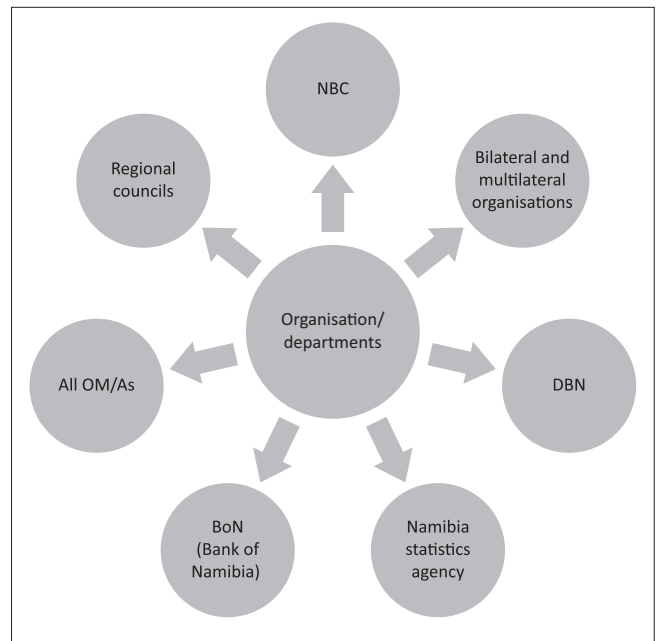 NBC
Bilateral and
multilateral
organisations
DBN
Namibia
statistics
agency
BoN
(Bank of
Namibia)
All OM/As
Regional
councils
Organisation/
departments